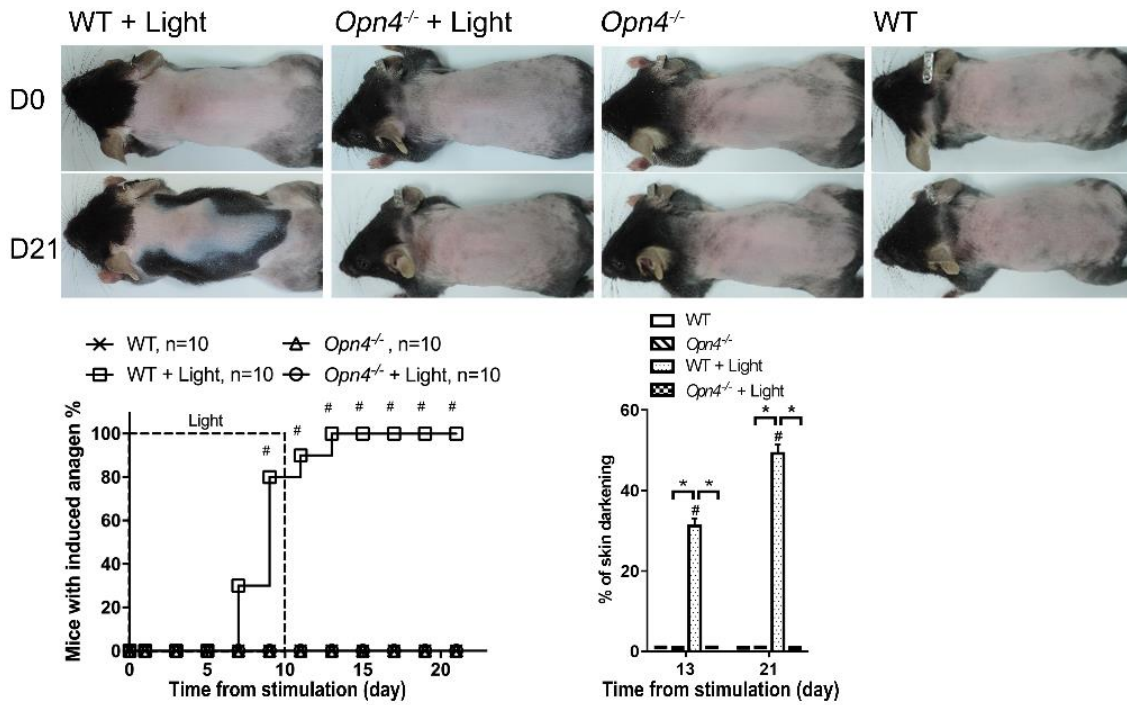 WT + Light
Opn4-/- + Light
Opn4-/-
WT
D0
D21
WT, n=10
Opn4-/- , n=10
WT + Light, n=10
Opn4-/- + Light, n=10
Mice with induced anagen %
100
80
60
40
20
0
Light
# # # # # # #
0 5 10 15 20
Time from stimulation (day)
WT
Opn4-/-
WT + Light
Opn4-/- + Light
% of skin darkening
60
40
20
0
* *
#
* *
#
13 21
Time from stimulation (day)